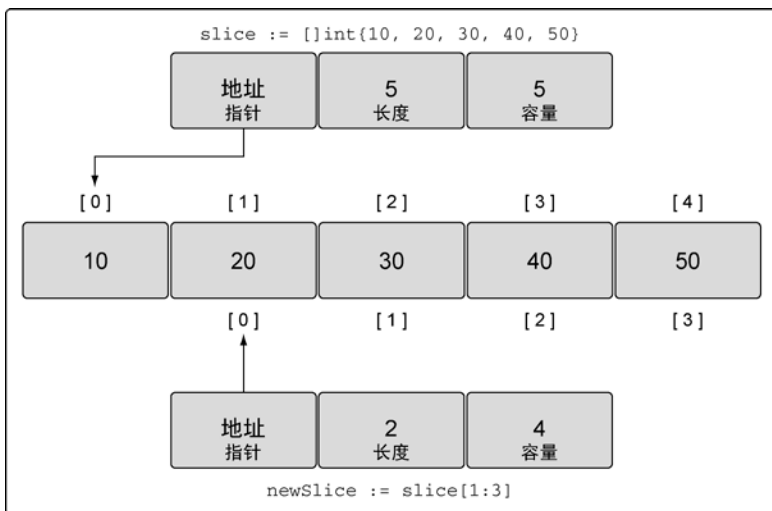 slice := []int{10, 20, 30, 40, 50}
地址 5 5
指针 长度 容量
[0] [1] [2] [3] [4]
10 20 30 40 50
[0] [1] [2] [3]
地址 2 4
指针 长度 容量
newSlice := slice[1:3]